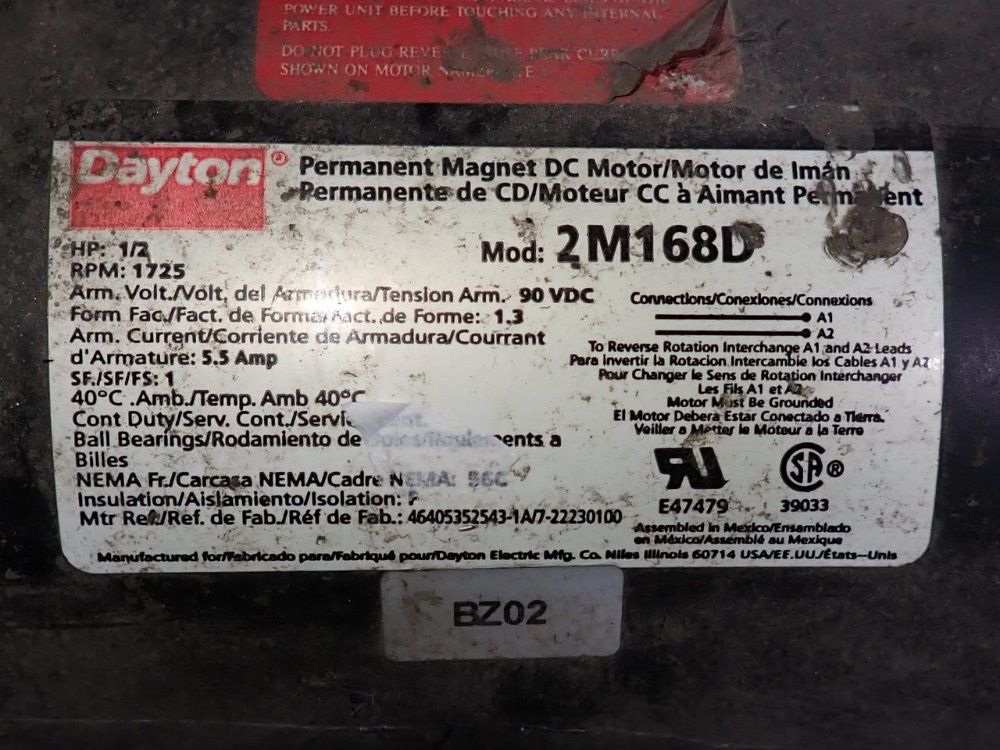 POWER UNIT BEFORE TOUCHING ANY INTERNAL
PARTS.
DO NOT PLUG
SHOWN ON MOTOR
Dayton®
Permanent Magnet DC Motor/Motor de Imán
Permanente de CD/Moteur CC à Aimant Permanent
Mod: 2M168D
HP: 1/2
RPM: 1725
Arm. Volt./Volt, del Armadura/Tension Arm. 90 VDC
Form Fac./Fact. de Forma/Fact. de Forme: 1.3
Arm. Current/Corriente de Armadura/Courrant
d'Armature: 5.5 Amp
SF./SF/FS: 1
40°C .Amb./Temp. Amb 40°C
Cont Duty/Serv. Cont./
Ball Bearings/Rodamiento de
Billes
NEMA Fr./Carcasa NEMA/Cadre NEMA: 56C
Insulation/Aislamiento/Isolation:
Mtr Ref./Ref. de Fab./Réf de Fab.: 46405352543-1A/7-22230100
Connections/Conexiones/Connexions
A1
A2
To Reverse Rotation Interchange A1 and A2 Leads
Para Invertir la Rotacion Intercambie los Cables A1 y A2
Pour Changer le Sens de Rotation Interchanger
Les Fils A1 et A2
Motor Must Be Grounded
El Motor Debera Estar Conectado a Tierra.
Veiller a Metter le Moteur a la Terre
RU
SA®
E47479
39033
Assembled in Mexico/Ensamblado
en México/Assemblé au Mexique
Manufactured for/Fabricado para/Fabriqué pour/Dayton Electric Mfg. Co. Niles Illinois 60714 USA/EE.UU./États-Unis
BZ02